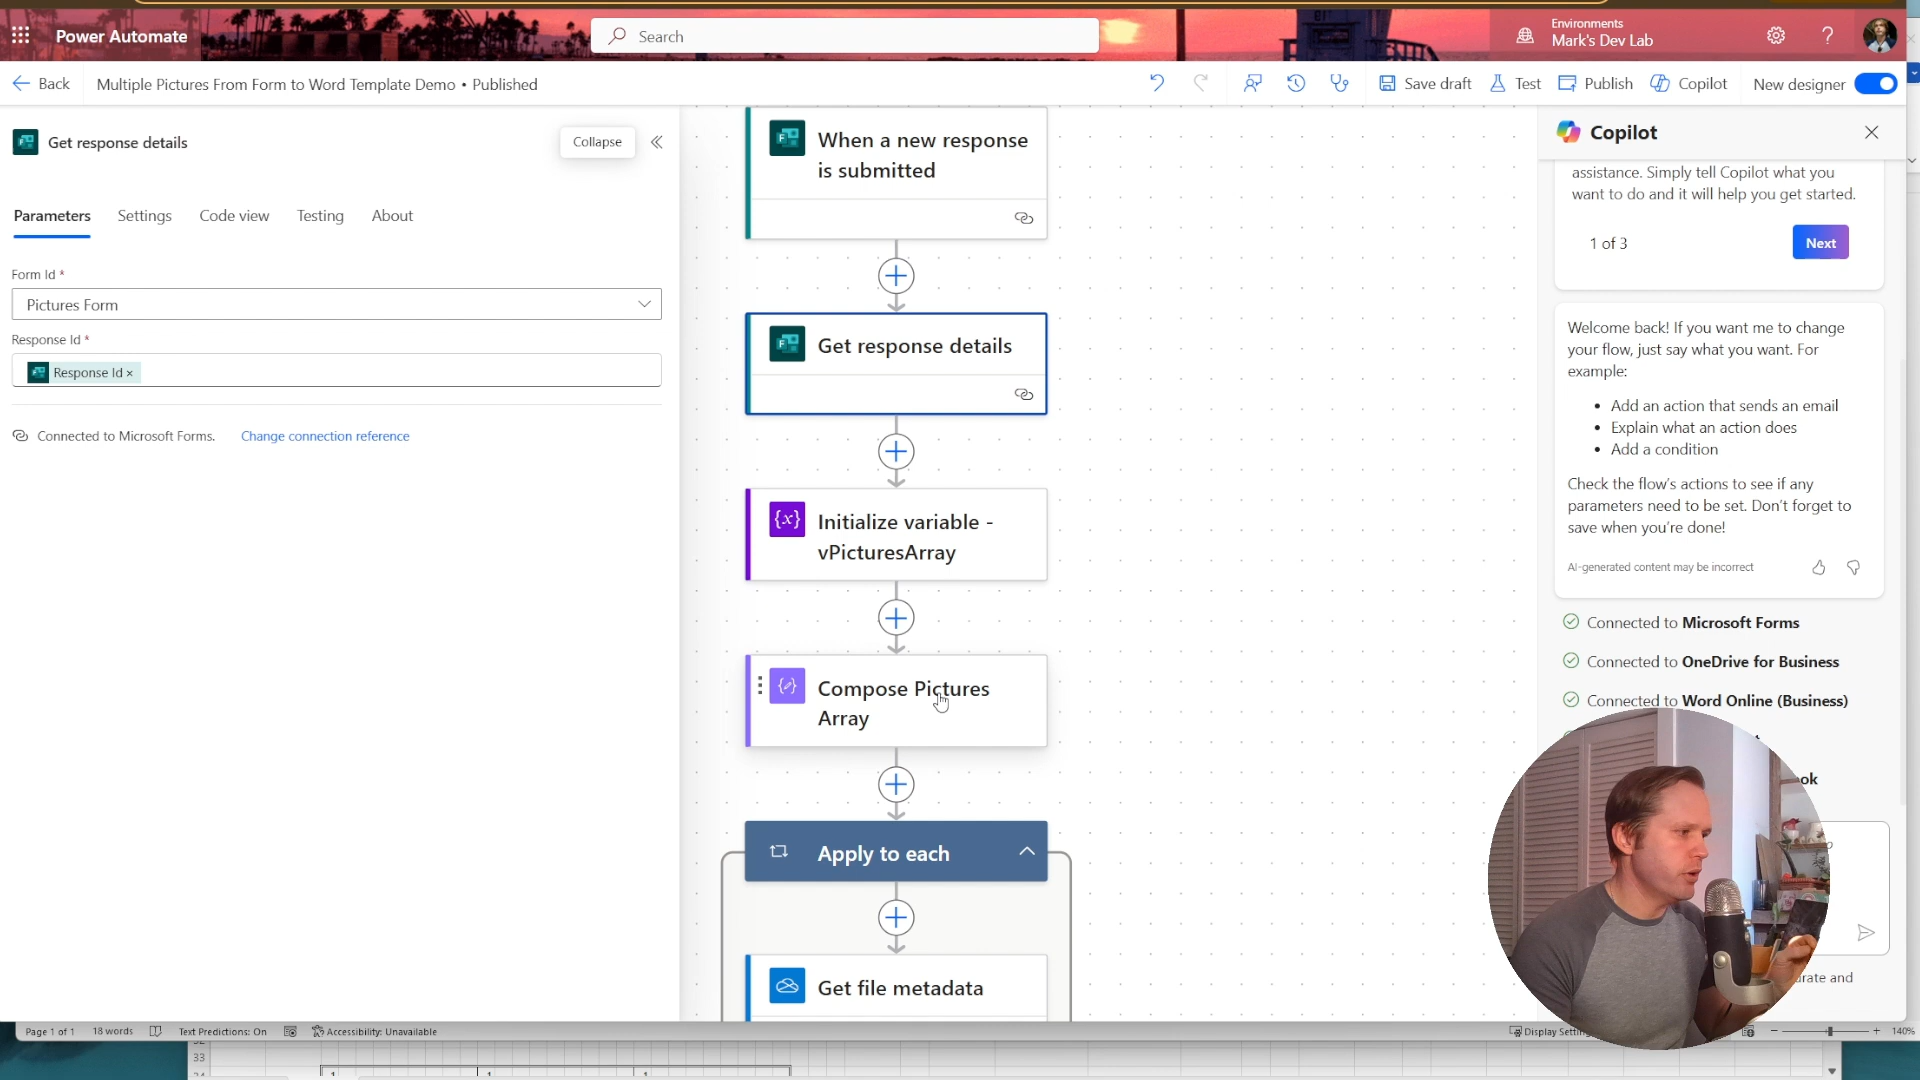 Power Automate
Search
Environments
Mark's Dev Lab
Back
Multiple Pictures From Form to Word Template Demo • Published
Save draft
Test
Publish
Copilot
New designer
Get response details
Collapse
Parameters
Settings
Code view
Testing
About
Form Id *
Pictures Form
Response Id *
Response Id ×
Connected to Microsoft Forms.
Change connection reference
When a new response
is submitted
Get response details
Initialize variable -
vPicturesArray
Compose Pictures
Array
Apply to each
Get file metadata
Copilot
assistance. Simply tell Copilot what you
want to do and it will help you get started.
1 of 3
Next
Welcome back! If you want me to change
your flow, just say what you want. For
example:
• Add an action that sends an email
• Explain what an action does
• Add a condition
Check the flow's actions to see if any
parameters need to be set. Don't forget to
save when you're done!
AI-generated content may be incorrect
Connected to Microsoft Forms
Connected to OneDrive for Business
Connected to Word Online (Business)
Page 1 of 1
18 words
Text Predictions: On
Accessibility: Unavailable
140%
33